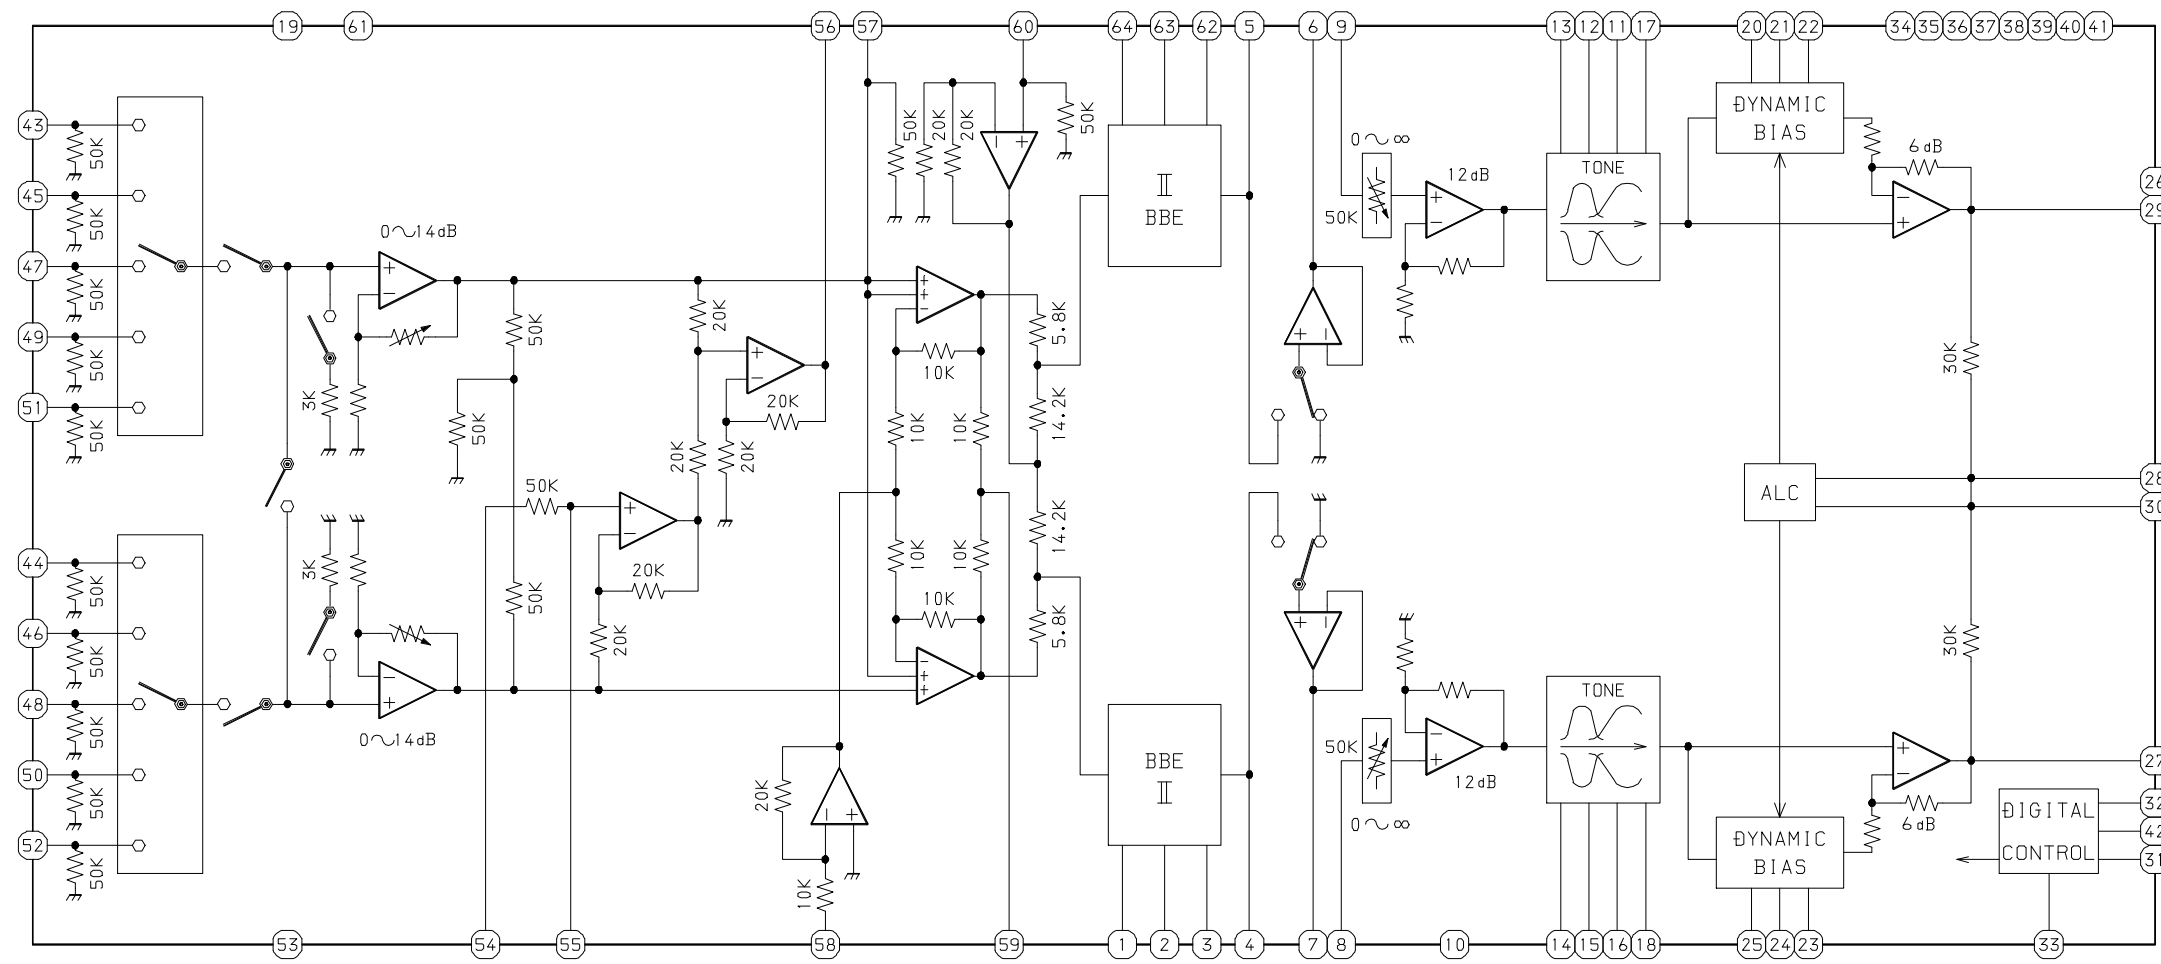 19 61 56 57 60 64 63 62 5 6 9 13 12 11 17 20 21 22 34 35 36 37 38 39 40 41
43
50K
45
50K
47
50K
49
50K
51
50K
44
50K
46
50K
48
50K
50
50K
52
50K
0~14dB
3K
3K
0~14dB
50K
50K
50K
50K
20K
20K
20K
20K
20K
20K
50K
20K
20K
50K
10K
10K
10K
10K
10K
10K
20K
10K
5.8K
14.2K
14.2K
5.8K
II
BBE
BBE
II
0~∞
50K
12dB
50K
0~∞
12dB
TONE
TONE
DYNAMIC
BIAS
6dB
26
29
30K
ALC
28
30
30K
DYNAMIC
BIAS
6dB
27
DIGITAL
CONTROL
32
42
31
53 54 55 58 59 1 2 3 4 7 8 10 14 15 16 18 25 24 23 33